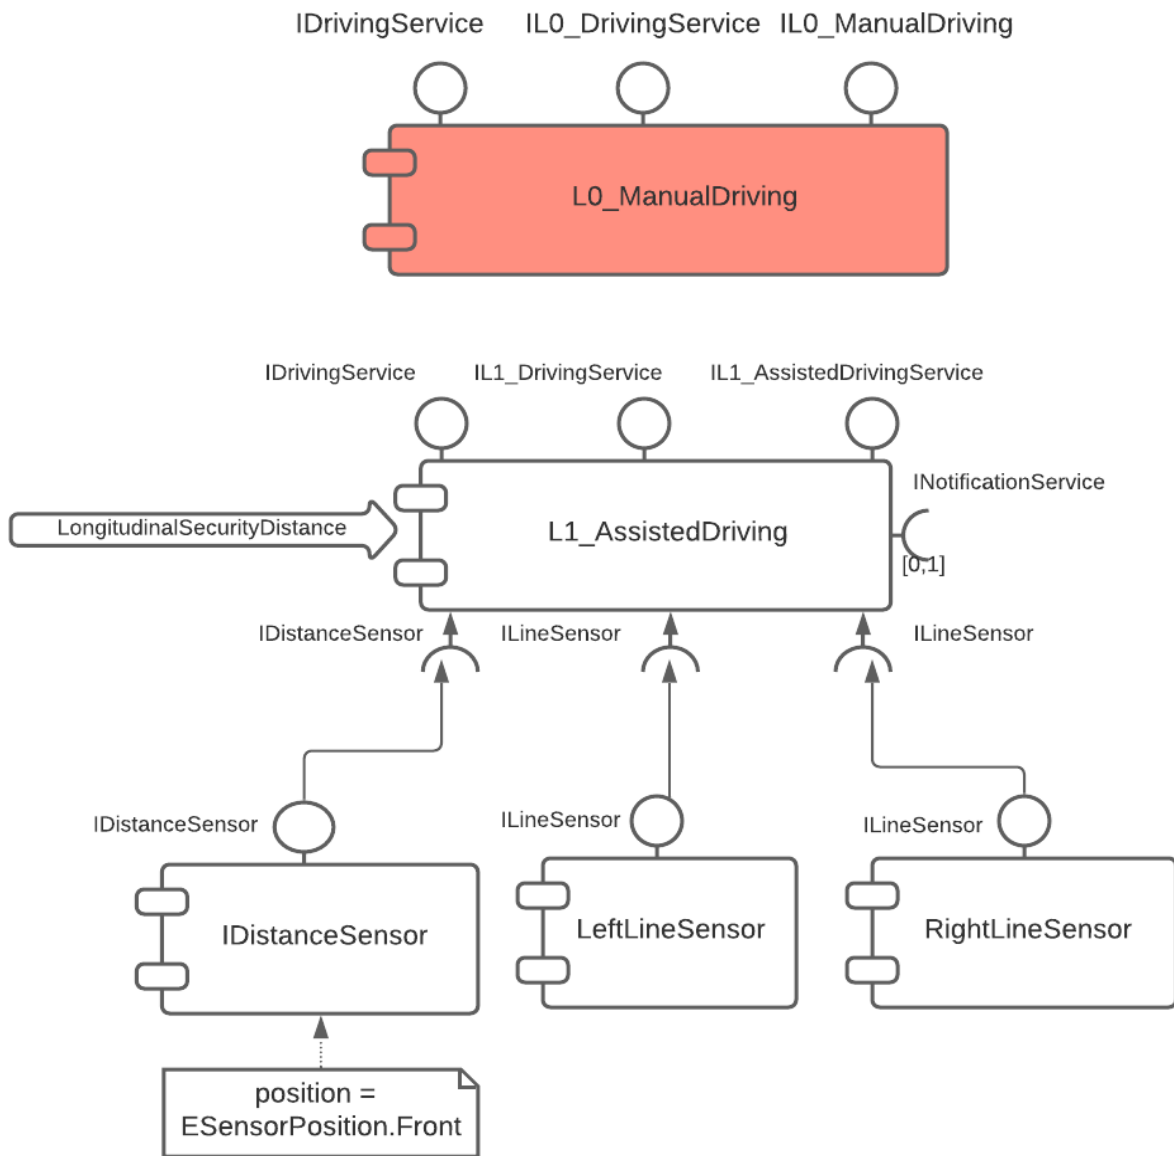 IDrivingService IL0_DrivingService IL0_ManualDriving
L0_ManualDriving
IDrivingService IL1_DrivingService IL1_AssistedDrivingService
INotificationService
LongitudinalSecurityDistance
L1_AssistedDriving
[0,1]
IDistanceSensor ILineSensor ILineSensor
IDistanceSensor ILineSensor ILineSensor
IDistanceSensor LeftLineSensor RightLineSensor
position =
ESensorPosition.Front